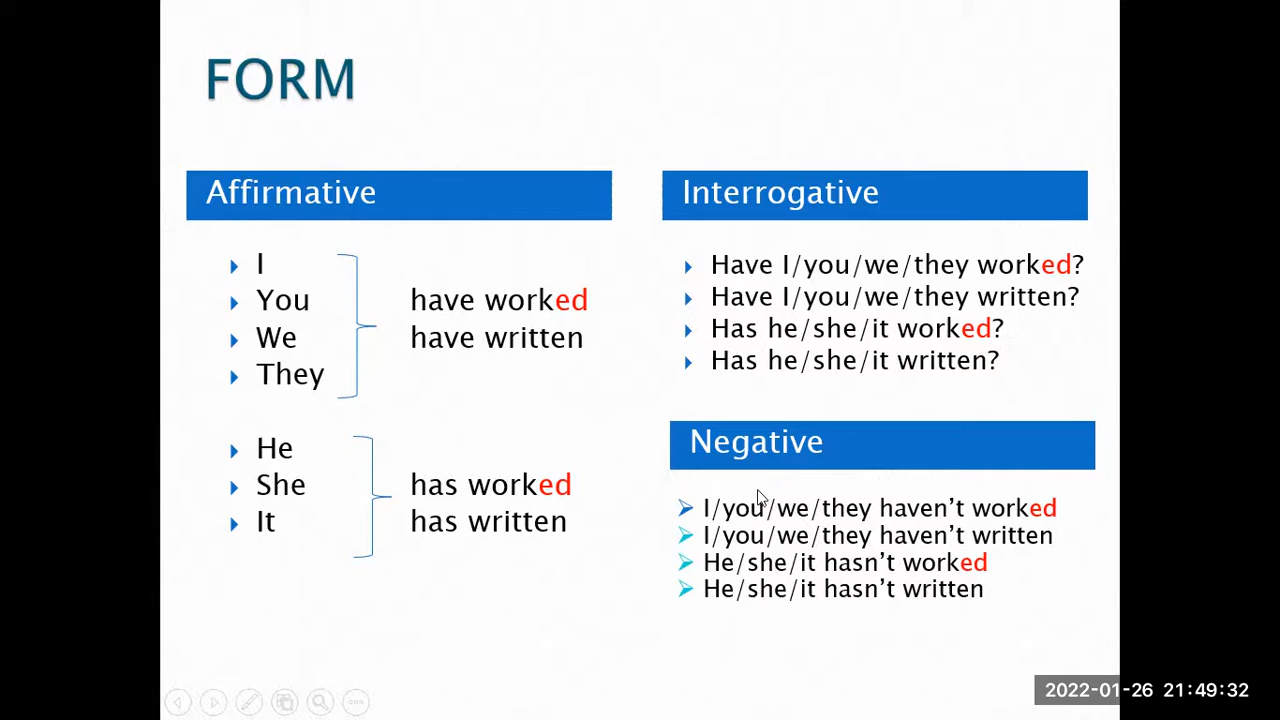 FORM
Affirmative
I
You
We
They
have worked
have written
He
She
It
has worked
has written
Interrogative
Have I/you/we/they worked?
Have I/you/we/they written?
Has he/she/it worked?
Has he/she/it written?
Negative
I/you/we/they haven’t worked
I/you/we/they haven’t written
He/she/it hasn’t worked
He/she/it hasn’t written
2022-01-26 21:49:32